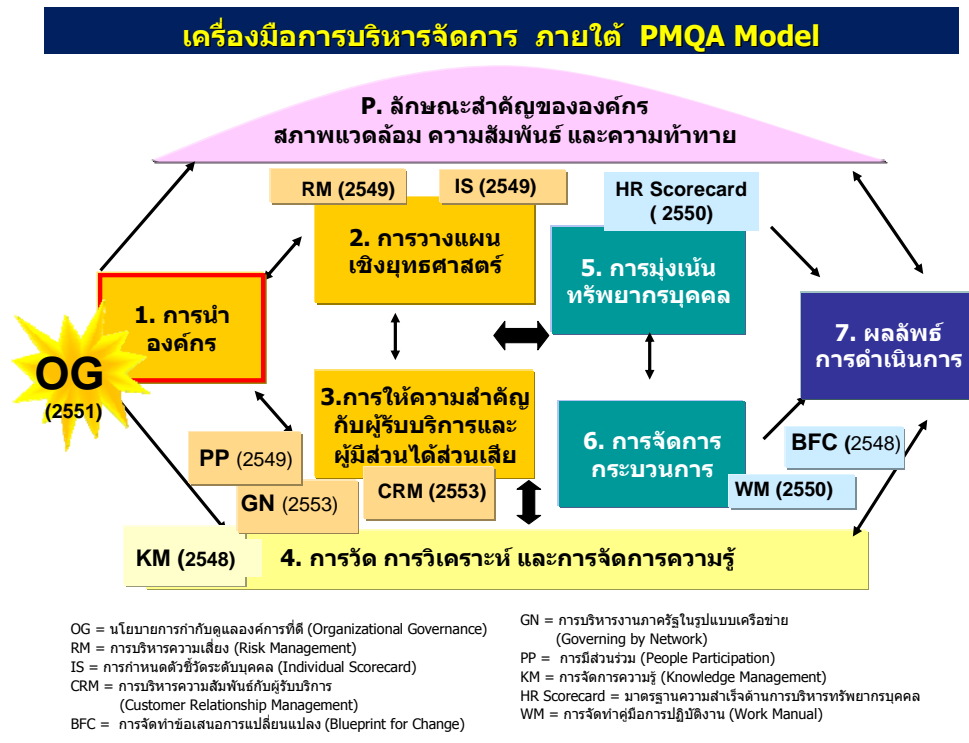 เครื่องมือการบริหารจัดการ ภายใต้ PMQA Model
P. ลักษณะสำคัญขององค์กร
สภาพแวดล้อม ความสัมพันธ์ และความท้าทาย
RM (2549)
IS (2549)
HR Scorecard
( 2550)
2. การวางแผน
เชิงยุทธศาสตร์
5. การมุ่งเน้น
ทรัพยากรบุคคล
1. การนำ
องค์กร
7. ผลลัพธ์
การดำเนินการ
OG
(2551)
3.การให้ความสำคัญ
กับผู้รับบริการและ
ผู้มีส่วนได้ส่วนเสีย
6. การจัดการ
กระบวนการ
PP (2549)
GN (2553)
CRM (2553)
BFC (2548)
WM (2550)
KM (2548)
4. การวัด การวิเคราะห์ และการจัดการความรู้
OG = นโยบายการกำกับดูแลองค์การที่ดี (Organizational Governance)
RM = การบริหารความเสี่ยง (Risk Management)
IS = การกำหนดตัวชี้วัดระดับบุคคล (Individual Scorecard)
CRM = การบริหารความสัมพันธ์กับผู้รับบริการ
(Customer Relationship Management)
BFC = การจัดทำข้อเสนอการเปลี่ยนแปลง (Blueprint for Change)
GN = การบริหารงานภาครัฐในรูปแบบเครือข่าย
(Governing by Network)
PP = การมีส่วนร่วม (People Participation)
KM = การจัดการความรู้ (Knowledge Management)
HR Scorecard = มาตรฐานความสำเร็จด้านการบริหารทรัพยากรบุคคล
WM = การจัดทำคู่มือการปฏิบัติงาน (Work Manual)